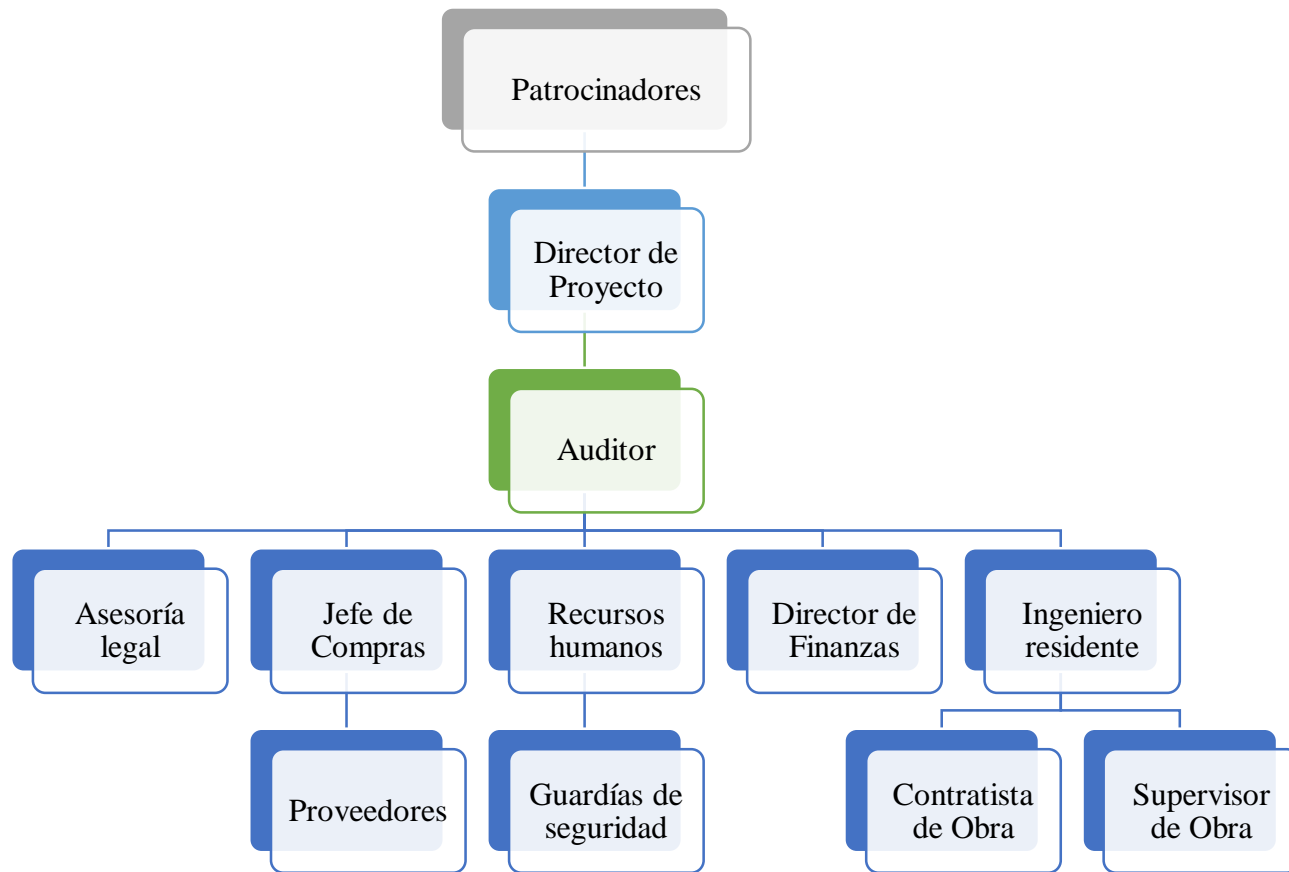 Patrocinadores
Director de
Proyecto
Auditor
Asesoría
legal
Jefe de
Compras
Recursos
humanos
Director de
Finanzas
Ingeniero
residente
Proveedores
Guardías de
seguridad
Contratista
de Obra
Supervisor
de Obra